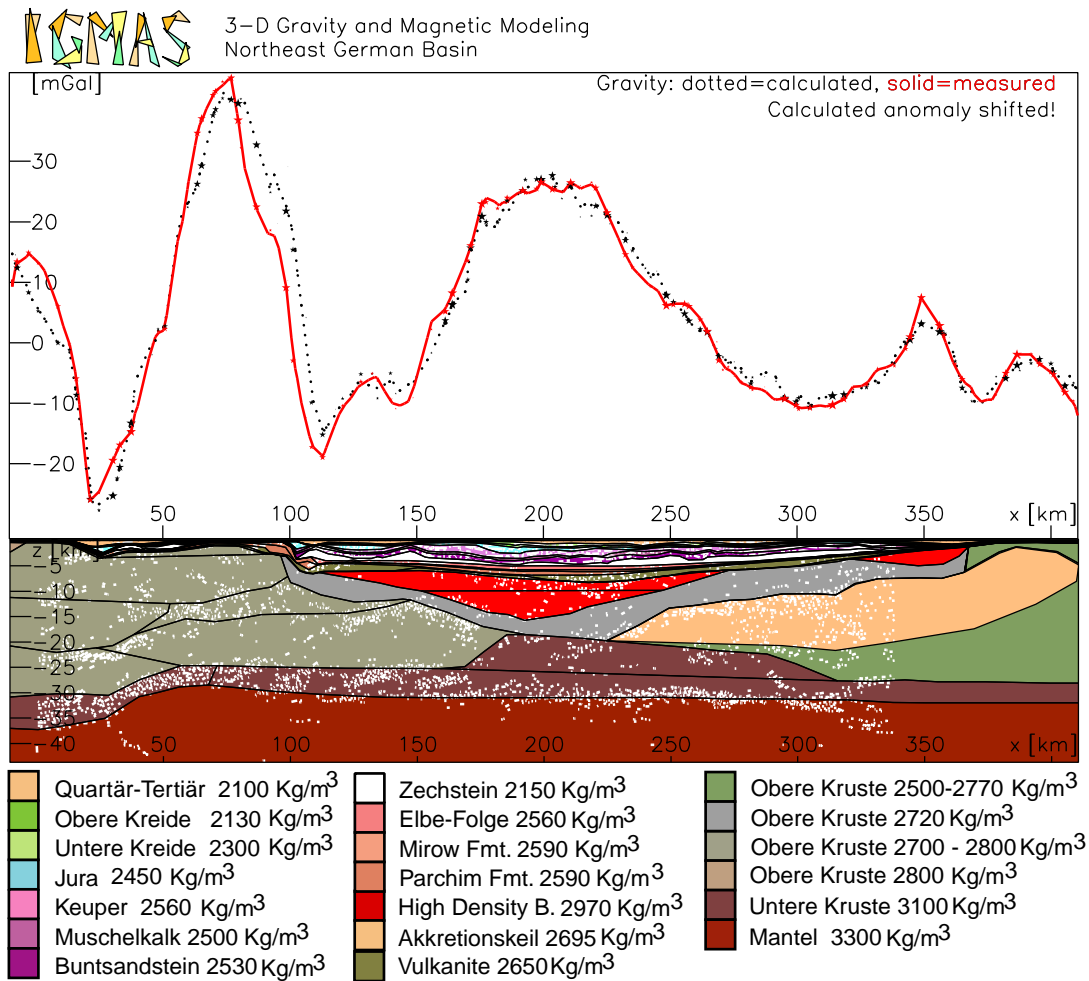 IGMAS
3-D Gravity and Magnetic Modeling
Northeast German Basin
[mGal]
Gravity: dotted=calculated, solid=measured
Calculated anomaly shifted!
30
20
10
0
-10
-20
50 100 150 200 250 300 350 x [km]
z [km]
-5
-10
-15
-20
-25
-30
-35
-40 50 100 150 200 250 300 350 x [km]
Quartär-Tertiär 2100 Kg/m³
Obere Kreide 2130 Kg/m³
Untere Kreide 2300 Kg/m³
Jura 2450 Kg/m³
Keuper 2560 Kg/m³
Muschelkalk 2500 Kg/m³
Buntsandstein 2530 Kg/m³
Zechstein 2150 Kg/m³
Elbe-Folge 2560 Kg/m³
Mirow Fmt. 2590 Kg/m³
Parchim Fmt. 2590 Kg/m³
High Density B. 2970 Kg/m³
Akkretionskeil 2695 Kg/m³
Vulkanite 2650 Kg/m³
Obere Kruste 2500-2770 Kg/m³
Obere Kruste 2720 Kg/m³
Obere Kruste 2700 - 2800 Kg/m³
Obere Kruste 2800 Kg/m³
Untere Kruste 3100 Kg/m³
Mantel 3300 Kg/m³